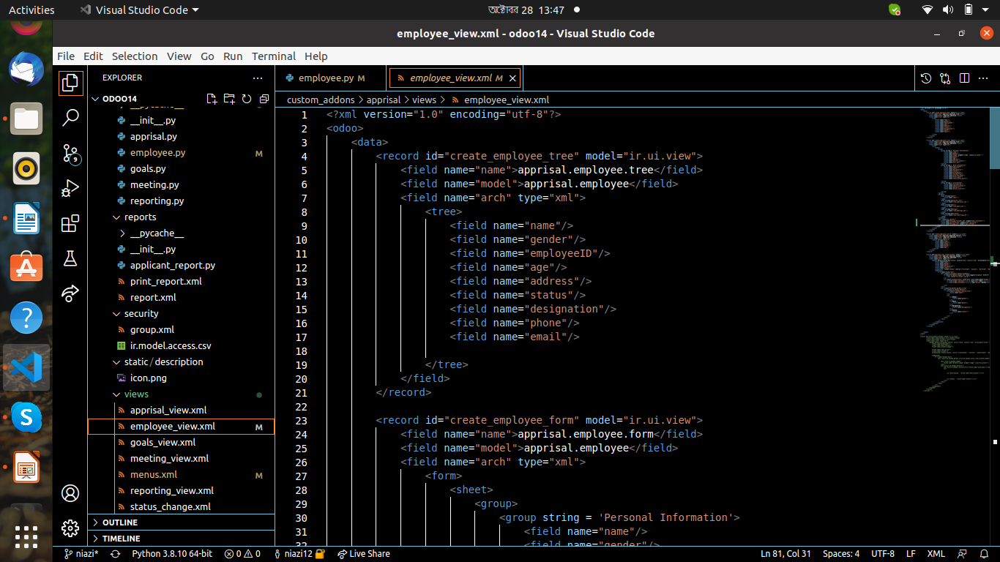 Activities Visual Studio Code অক্টোবর 28 13:47
employee_view.xml - odoo14 - Visual Studio Code
File Edit Selection View Go Run Terminal Help
EXPLORER
ODOO14
__pycache__
__init__.py
apprisal.py
employee.py M
goals.py
meeting.py
reporting.py
reports
__pycache__
__init__.py
applicant_report.py
print_report.xml
report.xml
security
group.xml
ir.model.access.csv
static/description
icon.png
views
apprisal_view.xml
employee_view.xml M
goals_view.xml
meeting_view.xml
menus.xml M
reporting_view.xml
status_change.xml
OUTLINE
TIMELINE
9
employee.py M employee_view.xml M
custom_addons > apprisal > views > employee_view.xml
1 <?xml version="1.0" encoding="utf-8"?>
2 <odoo>
3 <data>
4 <record id="create_employee_tree" model="ir.ui.view">
5 <field name="name">apprisal.employee.tree</field>
6 <field name="model">apprisal.employee</field>
7 <field name="arch" type="xml">
8 <tree>
9 <field name="name"/>
10 <field name="gender"/>
11 <field name="employeeID"/>
12 <field name="age"/>
13 <field name="address"/>
14 <field name="status"/>
15 <field name="designation"/>
16 <field name="phone"/>
17 <field name="email"/>
18
19 </tree>
20 </field>
21 </record>
22
23 <record id="create_employee_form" model="ir.ui.view">
24 <field name="name">apprisal.employee.form</field>
25 <field name="model">apprisal.employee</field>
26 <field name="arch" type="xml">
27 <form>
28 <sheet>
29 <group>
30 <group string = 'Personal Information'>
31 <field name="name"/>
32 <field name="gender"/>
niazi* Python 3.8.10 64-bit 0 0 niazi12 Live Share Ln 81, Col 31 Spaces: 4 UTF-8 LF XML